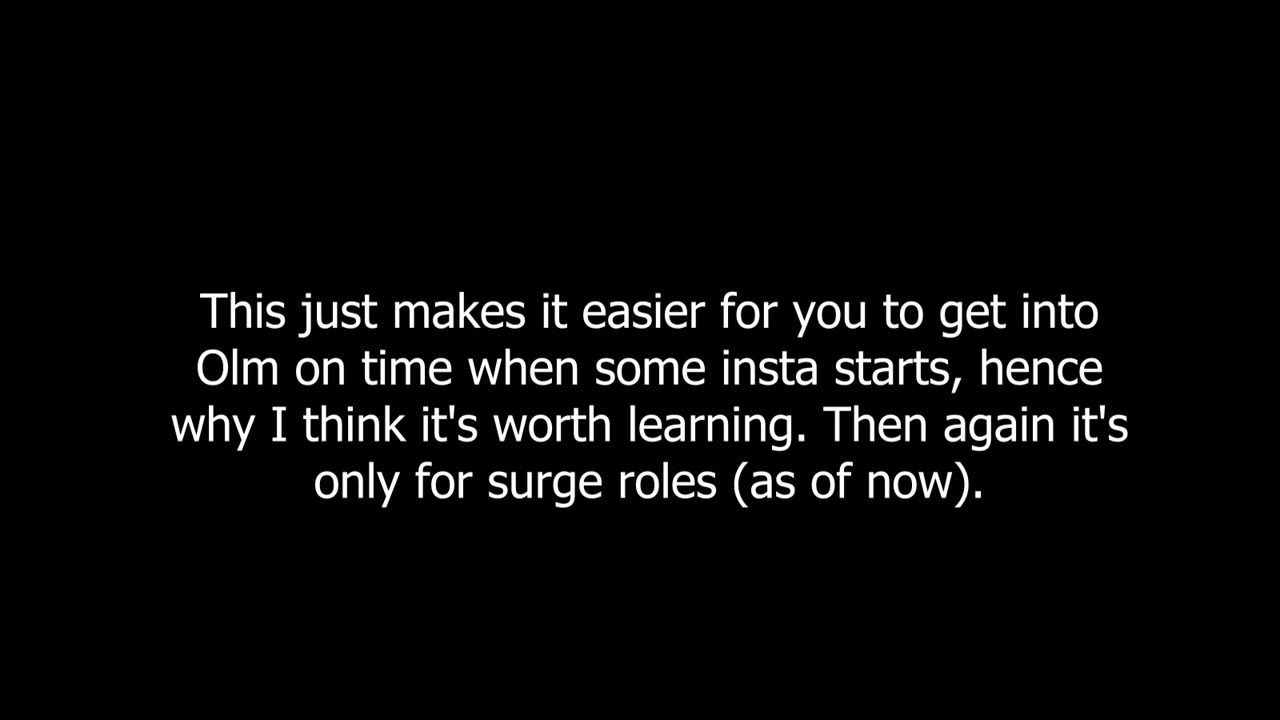 This just makes it easier for you to get into
Olm on time when some insta starts, hence
why I think it's worth learning. Then again it's
only for surge roles (as of now).